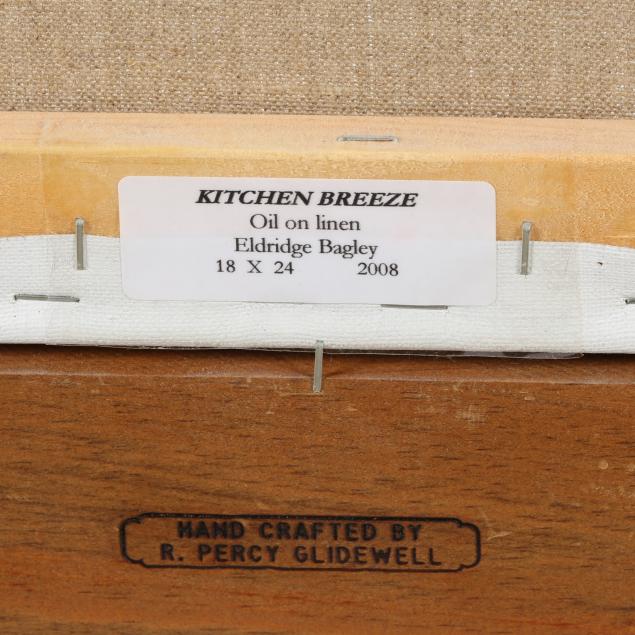 KITCHEN BREEZE
Oil on linen
Eldridge Bagley
18 X 24 2008
HAND CRAFTED BY
R. PERCY GLIDEWELL